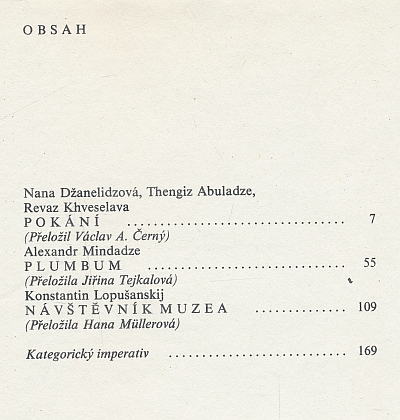 OBSAH
Nana Džanelidzová, Thengiz Abuladze,
Revaz Khveselava
POKÁNÍ ................................ 7
(Přeložil Václav A. Černý)
Alexandr Mindadze
PLUMBUM ............................. 55
(Přeložila Jiřina Tejkalová)
Konstantin Lopušanskij
NÁVŠTĚVNÍK MUZEA .............. 109
(Přeložila Hana Müllerová)
Kategorický imperativ ........................... 169